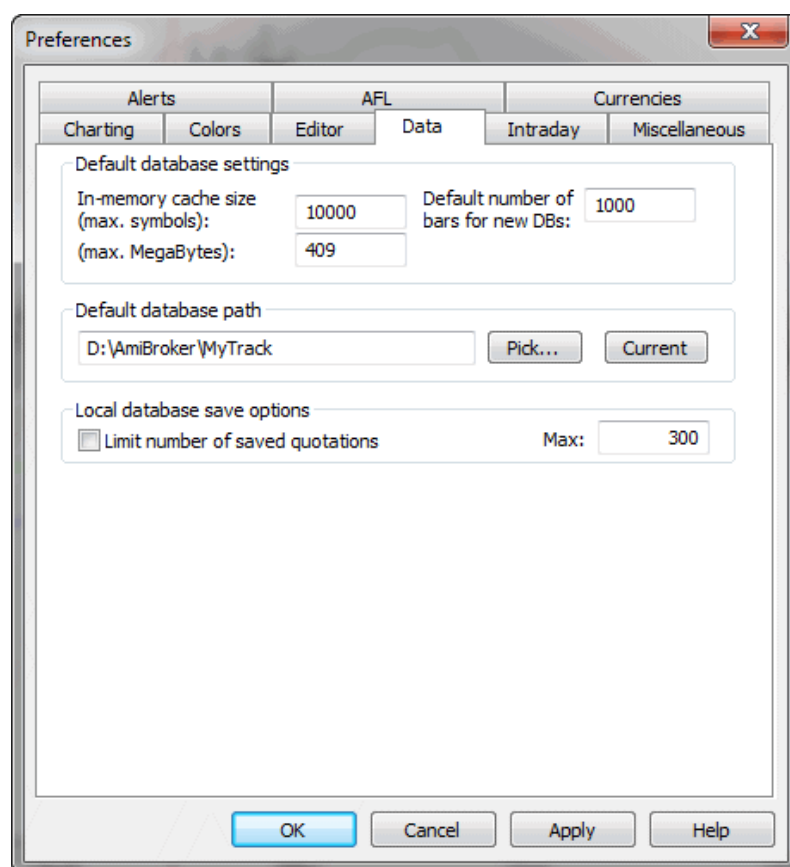 Preferences
X
Alerts AFL Currencies
Charting Colors Editor Data Intraday Miscellaneous
Default database settings
In-memory cache size
(max. symbols): 10000
(max. MegaBytes): 409
Default number of
bars for new DBs: 1000
Default database path
D:\AmiBroker\MyTrack Pick... Current
Local database save options
Limit number of saved quotations Max: 300
OK Cancel Apply Help